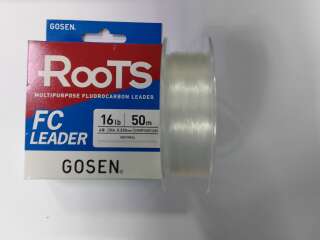 GOSEN.
ROOTS
MULTIPURPOSE FLUOROCARBON LEADER
FC
LEADER
16lb 50m
GOSEN®